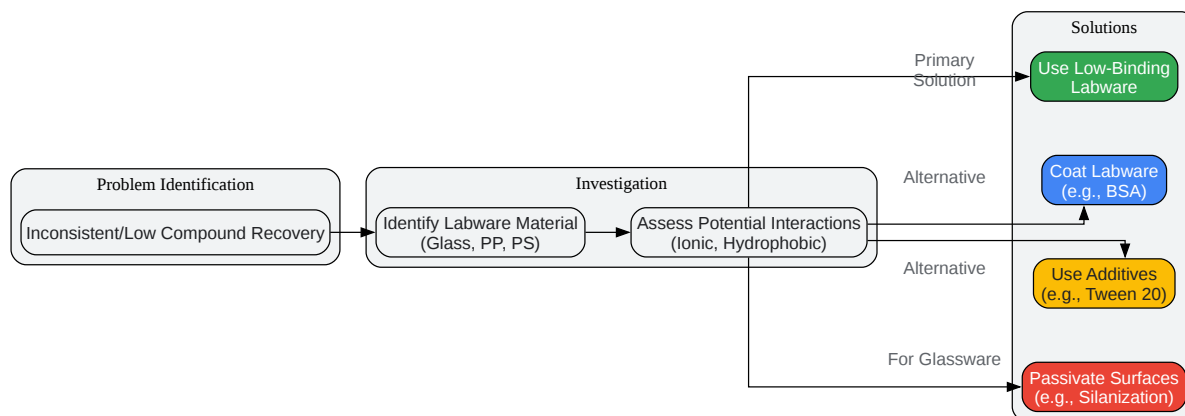 Problem Identification
Inconsistent/Low Compound Recovery
Investigation
Identify Labware Material
(Glass, PP, PS)
Assess Potential Interactions
(Ionic, Hydrophobic)
Primary
Solution
Alternative
Alternative
For Glassware
Solutions
Use Low-Binding
Labware
Coat Labware
(e.g., BSA)
Use Additives
(e.g., Tween 20)
Passivate Surfaces
(e.g., Silanization)